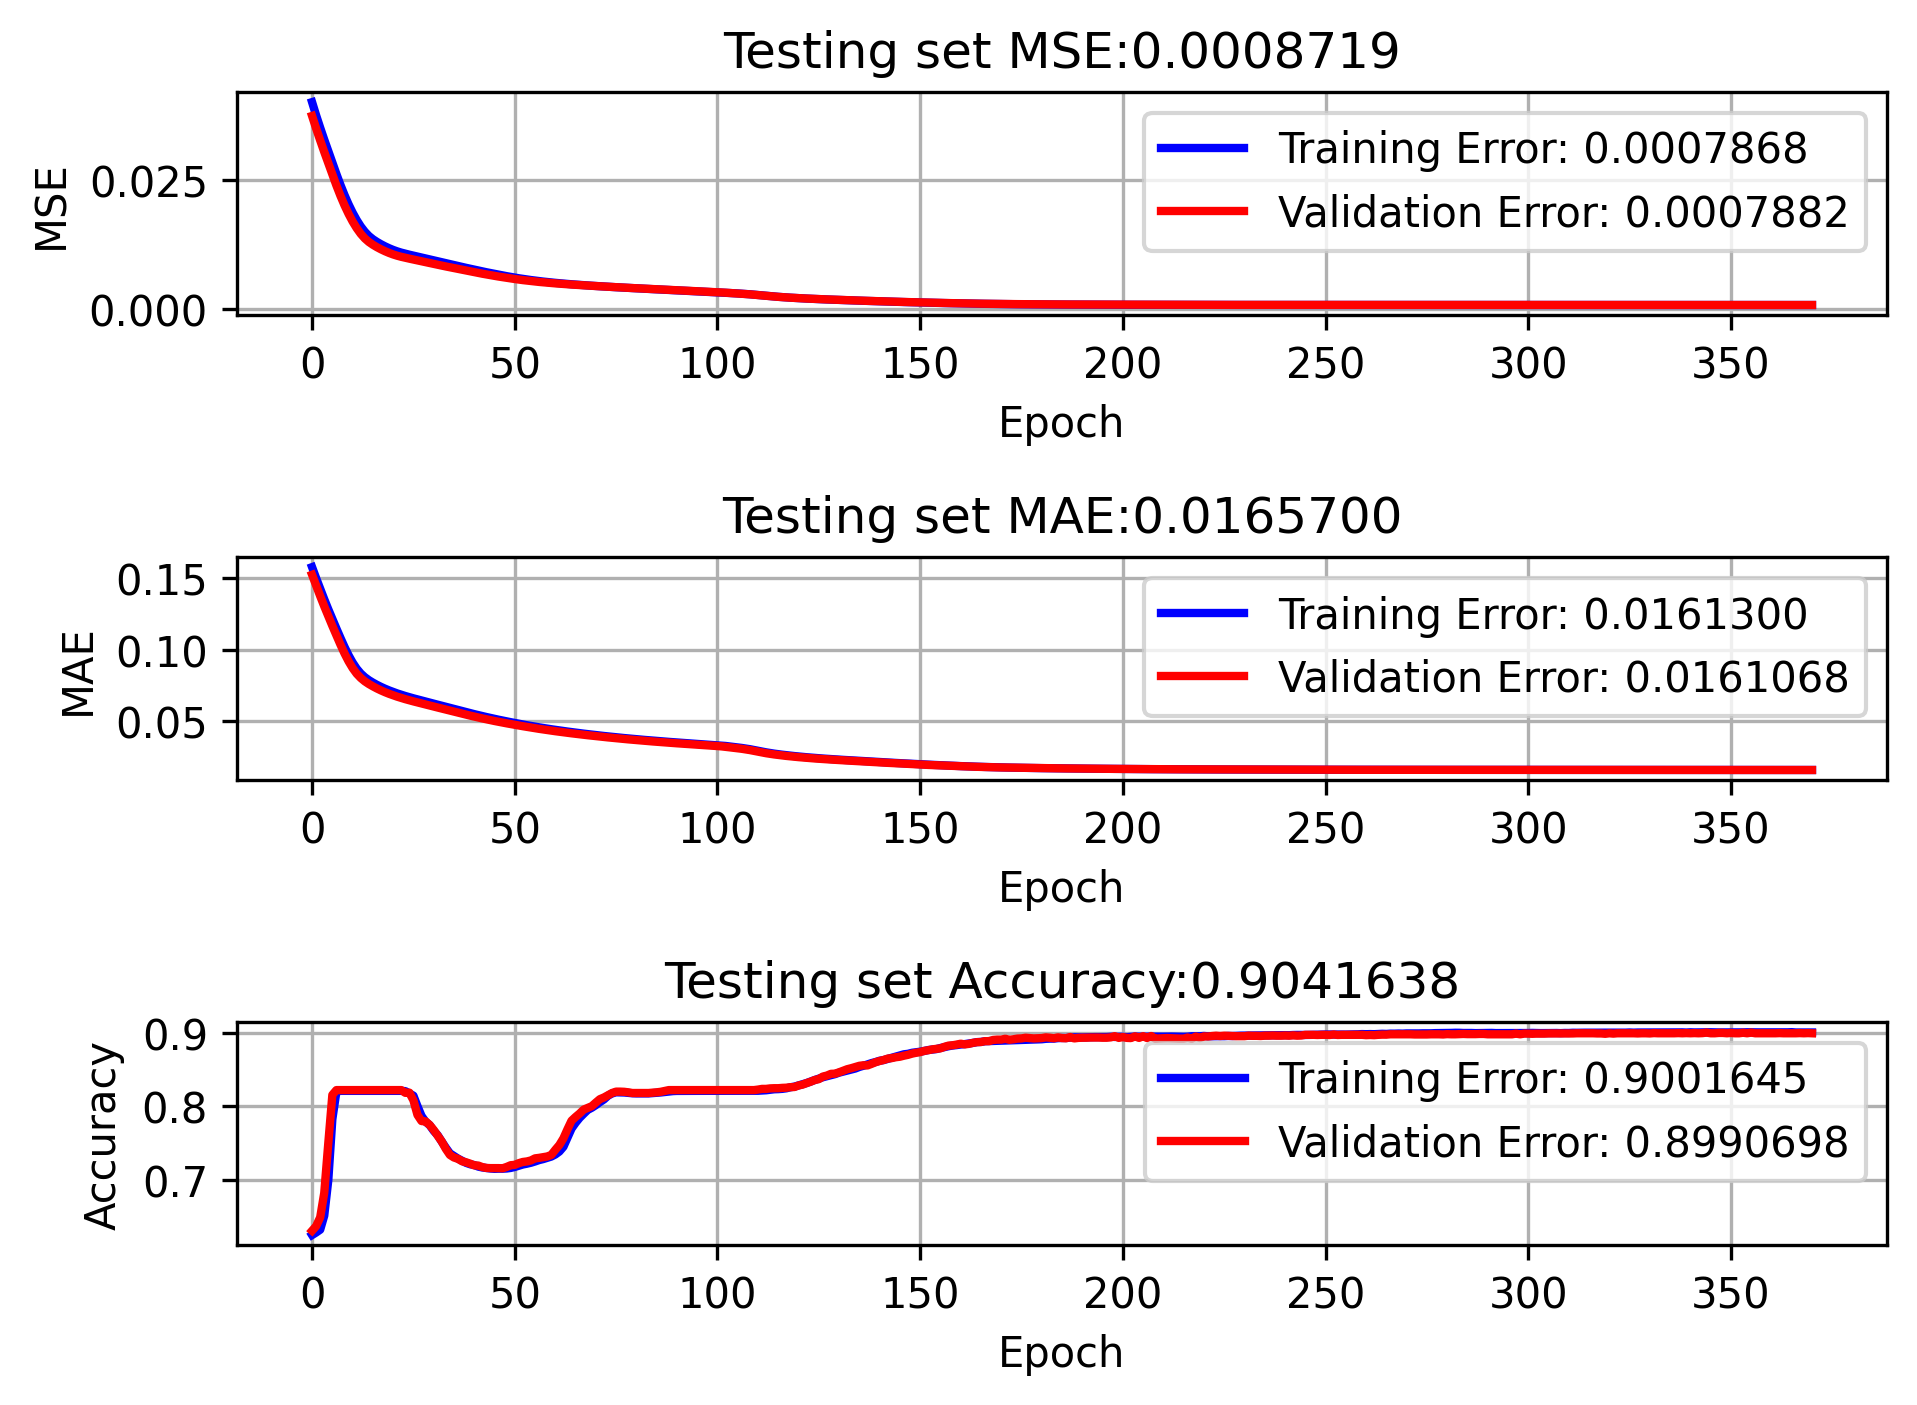 Testing set MSE:0.0008719
MSE
0.025
0.000
Training Error: 0.0007868
Validation Error: 0.0007882
0 50 100 150 200 250 300 350
Epoch
Testing set MAE:0.0165700
MAE
0.15
0.10
0.05
Training Error: 0.0161300
Validation Error: 0.0161068
0 50 100 150 200 250 300 350
Epoch
Testing set Accuracy:0.9041638
Accuracy
0.9
0.8
0.7
Training Error: 0.9001645
Validation Error: 0.8990698
0 50 100 150 200 250 300 350
Epoch